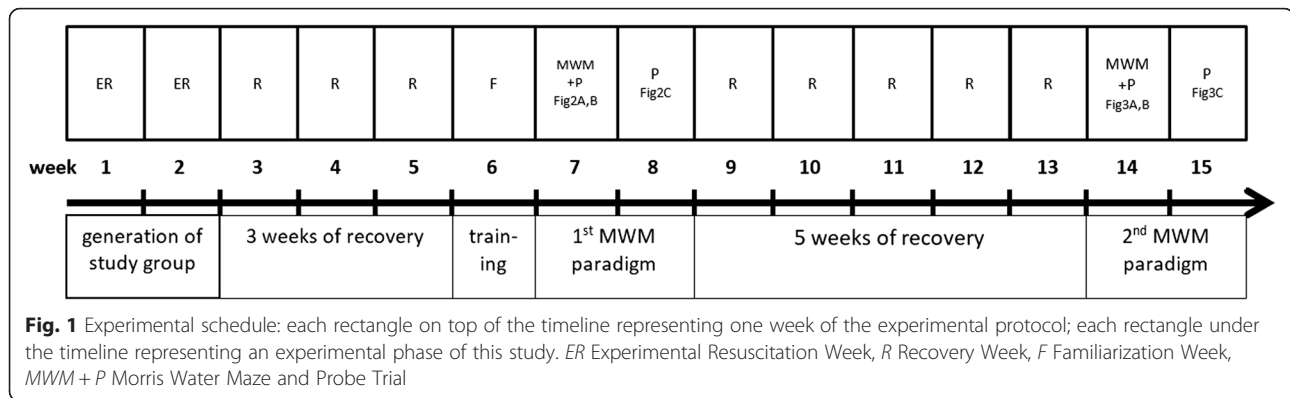 ER ER R R R F MWM +P Fig2A,B P Fig2C R R R R R MWM +P Fig3A,B P Fig3C
week 1 2 3 4 5 6 7 8 9 10 11 12 13 14 15
generation of study group 3 weeks of recovery train- ing 1st MWM paradigm 5 weeks of recovery 2nd MWM paradigm
Fig. 1 Experimental schedule: each rectangle on top of the timeline representing one week of the experimental protocol; each rectangle under
the timeline representing an experimental phase of this study. ER Experimental Resuscitation Week, R Recovery Week, F Familiarization Week,
MWM + P Morris Water Maze and Probe Trial